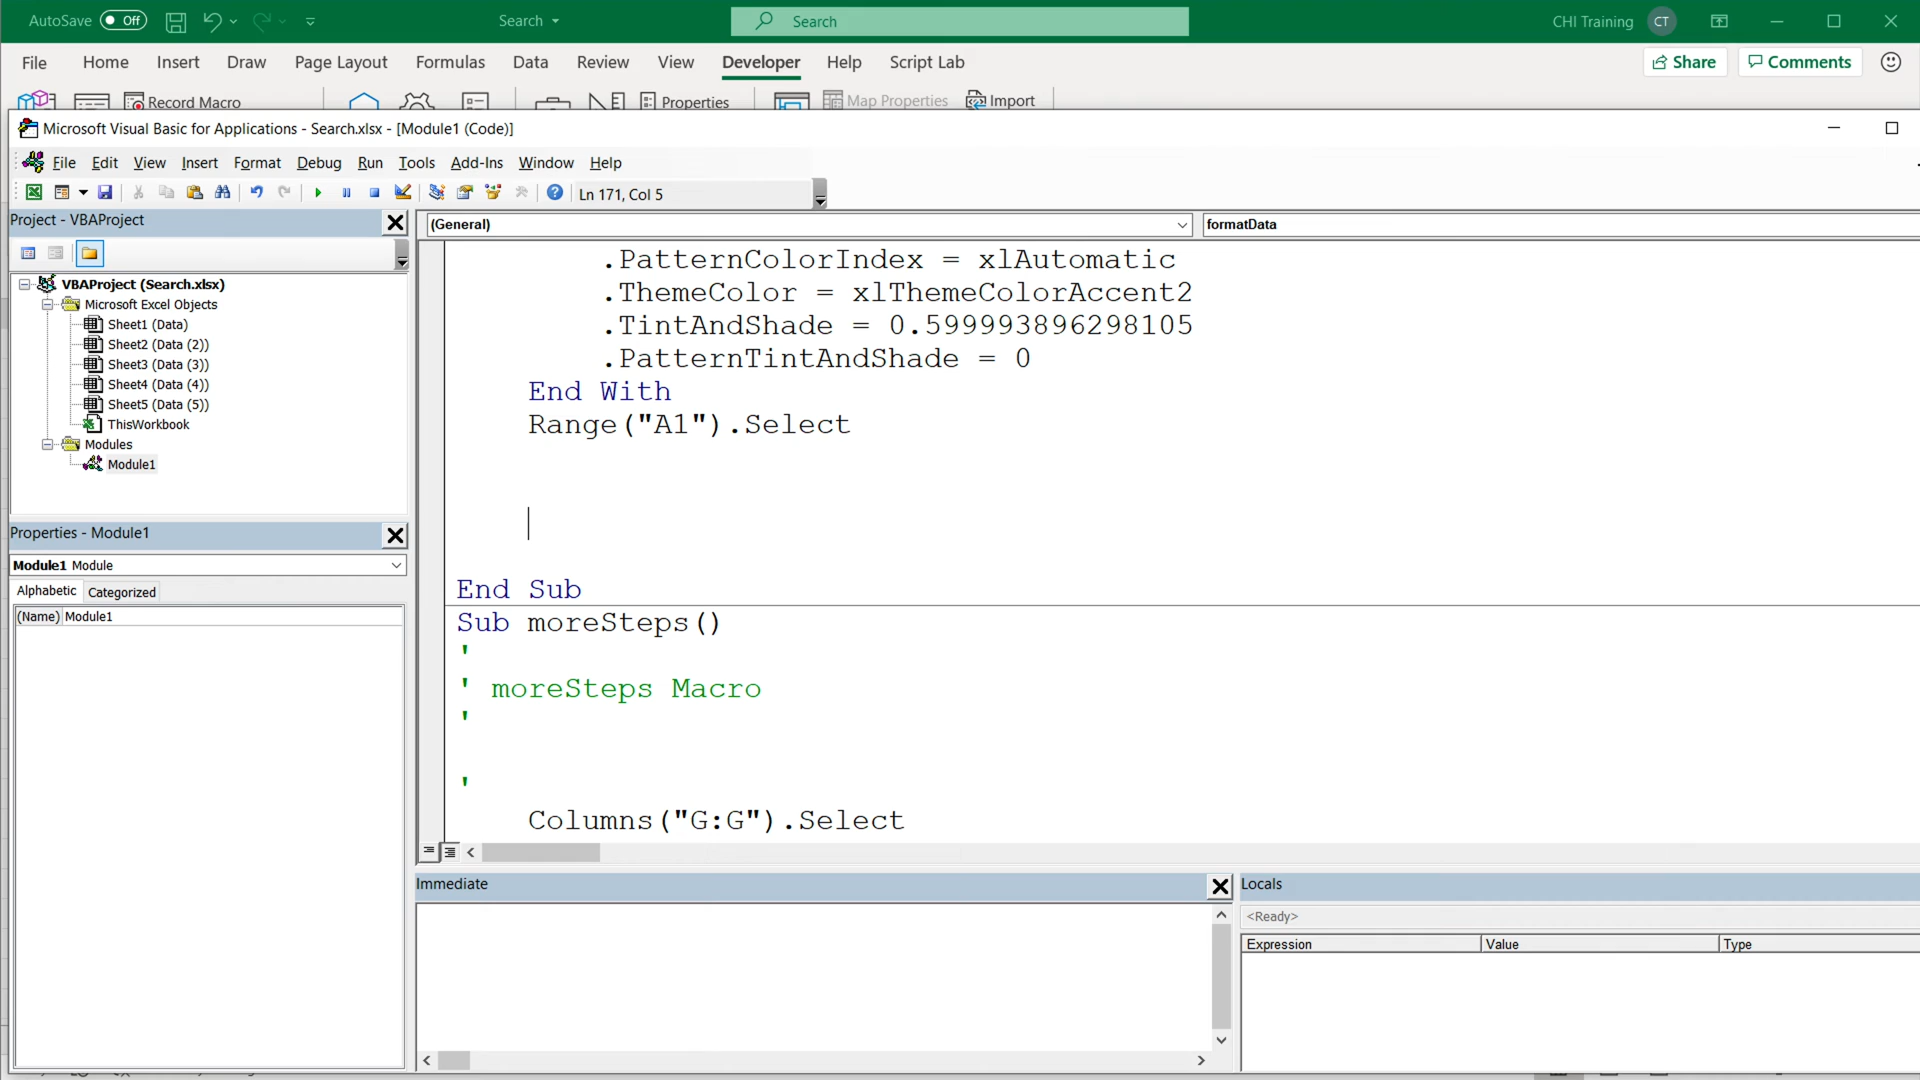 AutoSave Off Search Search CHI Training CT
File Home Insert Draw Page Layout Formulas Data Review View Developer Help Script Lab Share Comments
Record Macro Properties Map Properties Import
Microsoft Visual Basic for Applications - Search.xlsx - [Module1 (Code)]
File Edit View Insert Format Debug Run Tools Add-Ins Window Help
Ln 171, Col 5
Project - VBAProject
(General) formatData
VBAProject (Search.xlsx)
Microsoft Excel Objects
Sheet1 (Data)
Sheet2 (Data (2))
Sheet3 (Data (3))
Sheet4 (Data (4))
Sheet5 (Data (5))
ThisWorkbook
Modules
Module1
Properties - Module1
Module1 Module
Alphabetic Categorized
(Name) Module1
.PatternColorIndex = xlAutomatic
.ThemeColor = xlThemeColorAccent2
.TintAndShade = 0.599993896298105
.PatternTintAndShade = 0
End With
Range("A1").Select
End Sub
Sub moreSteps()
'
' moreSteps Macro
'
'
Columns("G:G").Select
Immediate
Locals
<Ready>
Expression Value Type